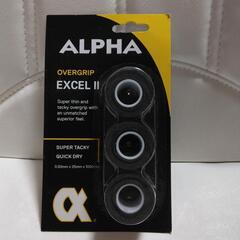 ALPHA
OVERGRIP
EXCEL II
Super thin and
tacky overgrip with
an unmatched
superior feel.
SUPER TACKY
QUICK DRY